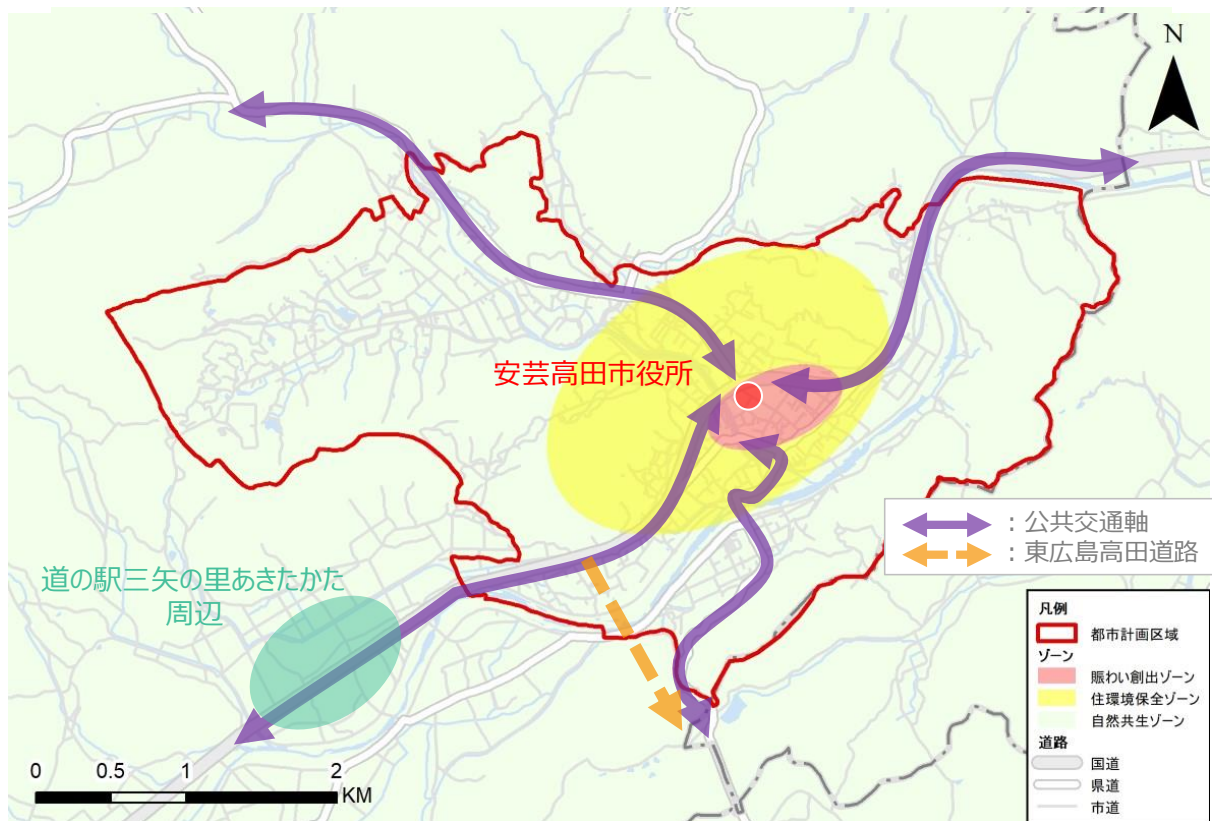 N
安芸高田市役所
：公共交通軸
：東広島高田道路
道の駅三矢の里あきたかた
周辺
凡例
都市計画区域
ゾーン
賑わい創出ゾーン
住環境保全ゾーン
自然共生ゾーン
道路
国道
県道
市道
0 0.5 1 2
KM